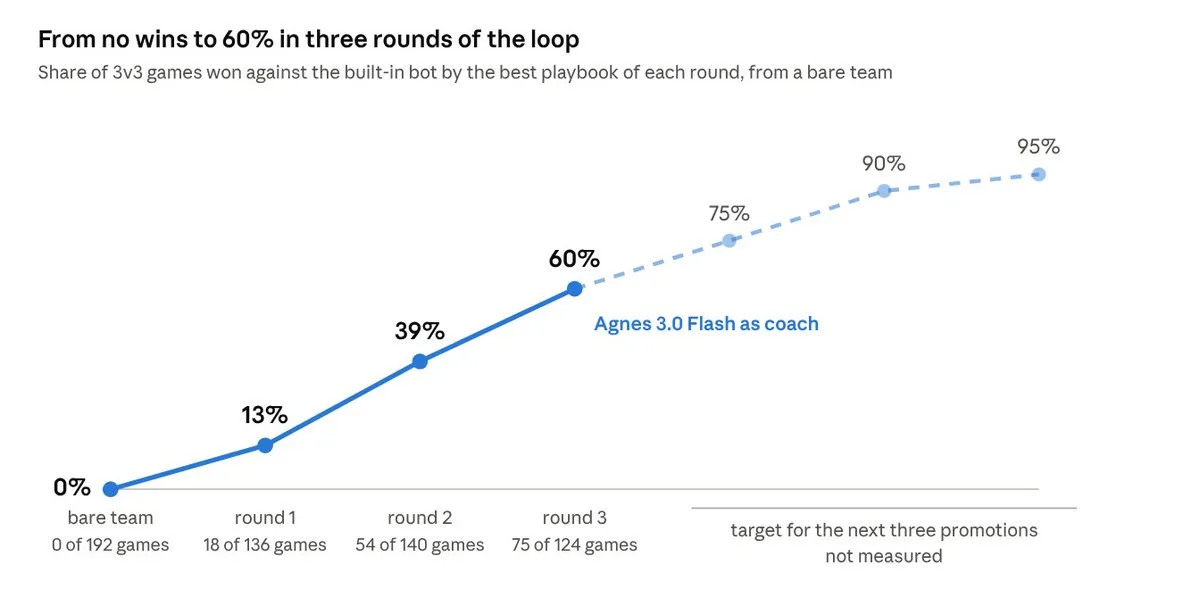 From no wins to 60% in three rounds of the loop
Share of 3v3 games won against the built-in bot by the best playbook of each round, from a bare team
95%
90%
75%
60%
Agnes 3.0 Flash as coach
39%
13%
0%
bare team
0 of 192 games
round 1
18 of 136 games
round 2
54 of 140 games
round 3
75 of 124 games
target for the next three promotions
not measured